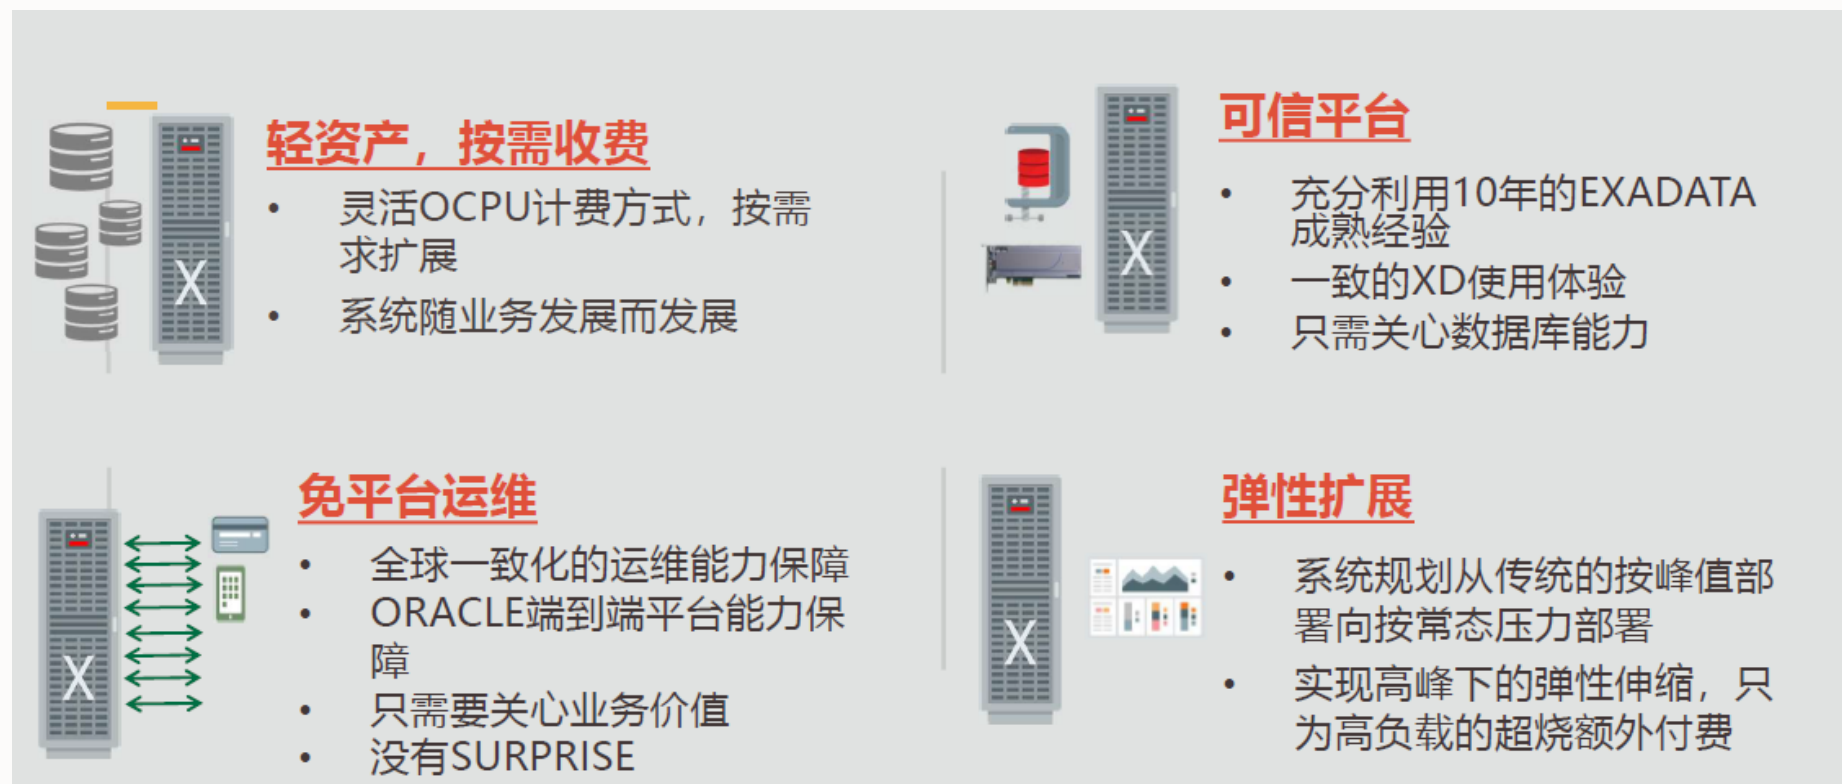 轻资产，按需收费
• 灵活OCPU计费方式，按需
求扩展
• 系统随业务发展而发展
X
可信平台
• 充分利用10年的EXADATA
成熟经验
• 一致的XD使用体验
• 只需关心数据库能力
X
免平台运维
• 全球一致化的运维能力保障
• ORACLE端到端平台能力保
障
• 只需要关心业务价值
• 没有SURPRISE
X
弹性扩展
• 系统规划从传统的按峰值部
署向按常态压力部署
• 实现高峰下的弹性伸缩，只
为高负载的超烧额外付费
X